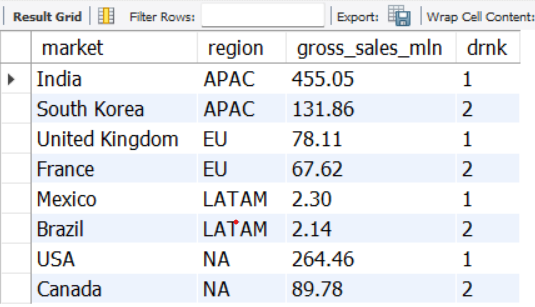 Result Grid Filter Rows: Export: Wrap Cell Content:
market region gross_sales_mln drnk
India APAC 455.05 1
South Korea APAC 131.86 2
United Kingdom EU 78.11 1
France EU 67.62 2
Mexico LATAM 2.30 1
Brazil LATAM 2.14 2
USA NA 264.46 1
Canada NA 89.78 2